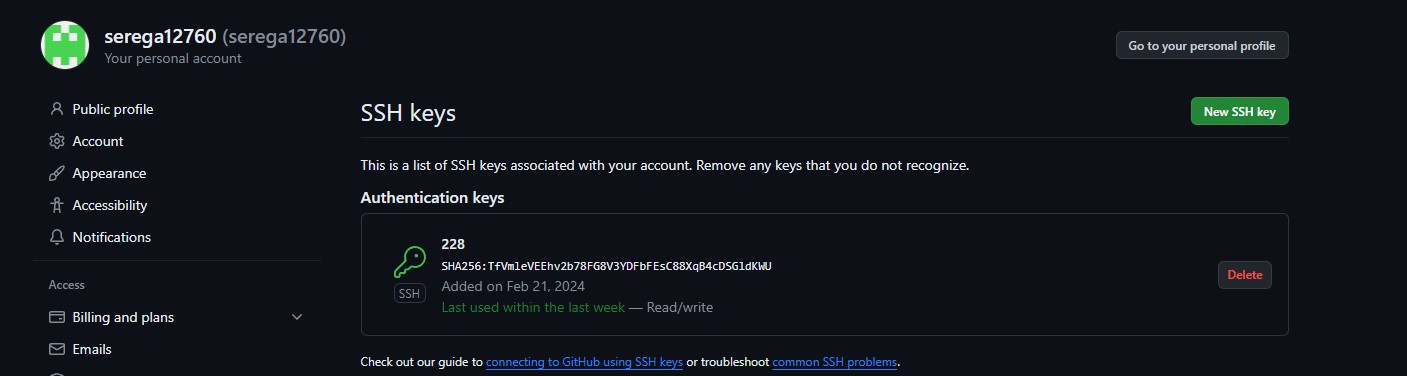 serega12760 (serega12760)
Your personal account
Go to your personal profile
Public profile
Account
Appearance
Accessibility
Notifications
Access
Billing and plans
Emails
SSH keys
New SSH key
This is a list of SSH keys associated with your account. Remove any keys that you do not recognize.
Authentication keys
228
SHA256:TfVmleVEEhv2b78FG8V3YDFbFEsC88XqB4cDSGldKWU
Added on Feb 21, 2024
Last used within the last week — Read/write
SSH
Delete
Check out our guide to connecting to GitHub using SSH keys or troubleshoot common SSH problems.